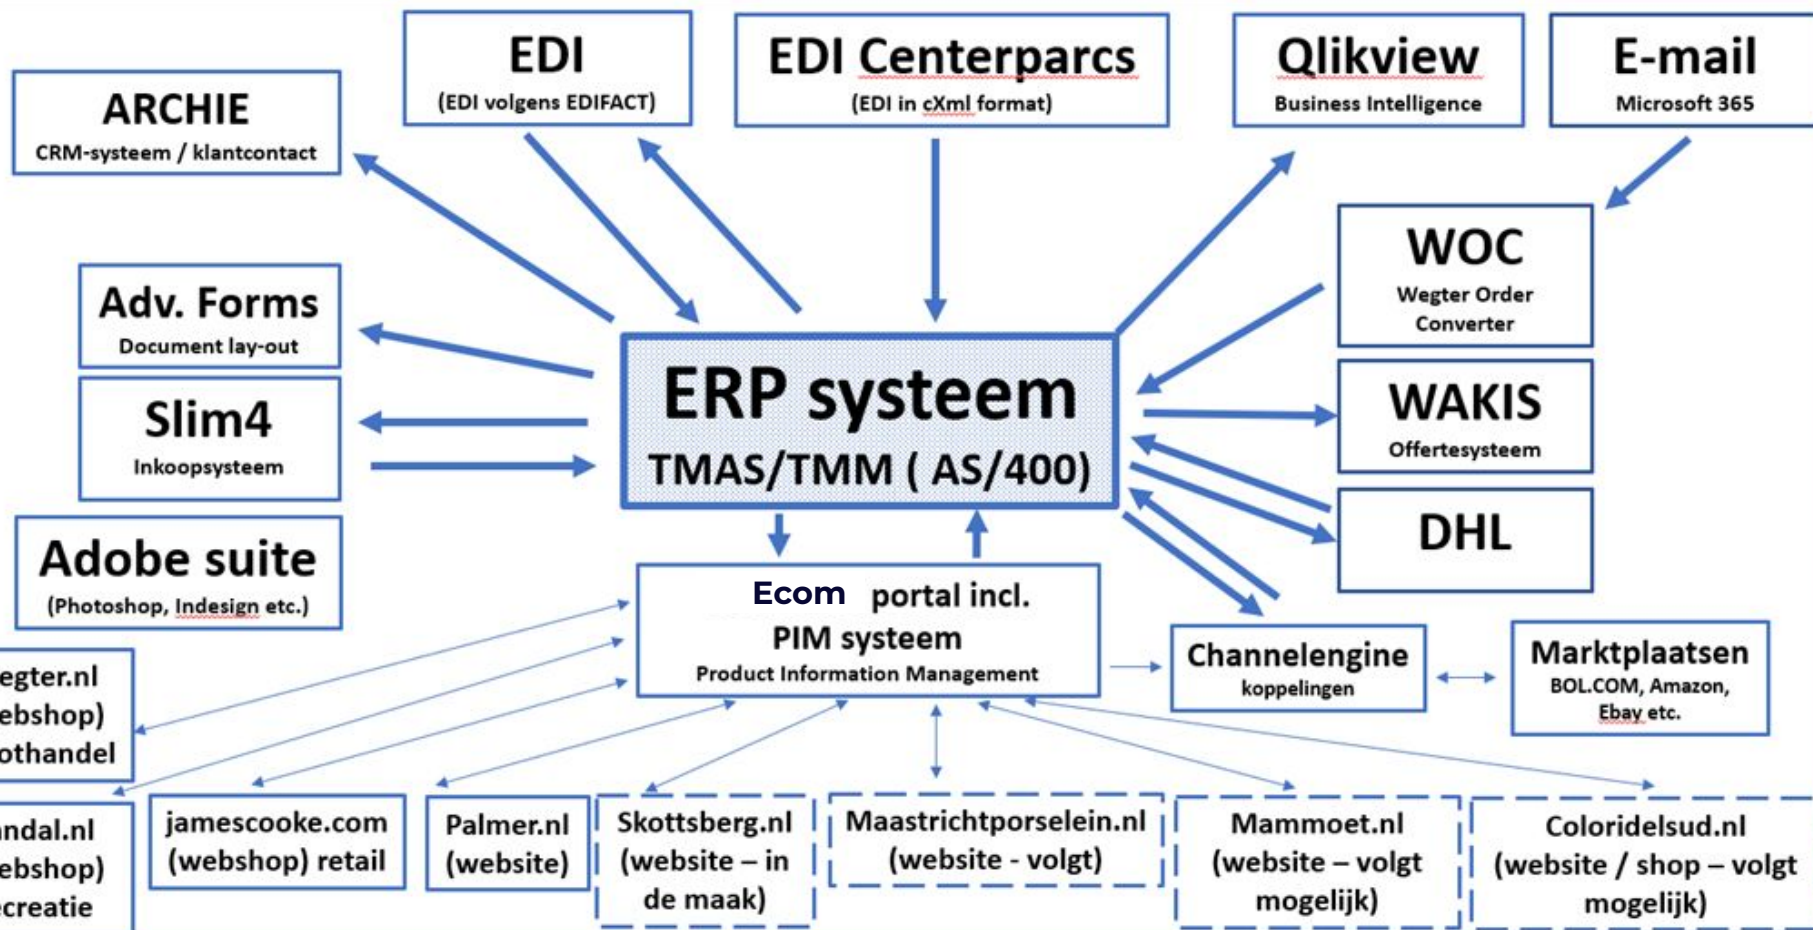 EDI
(EDI volgens EDIFACT)
EDI Centerparcs
(EDI in cXml format)
Qlikview
Business Intelligence
E-mail
Microsoft 365
ARCHIE
CRM-systeem / klantcontact
WOC
Wegter Order
Converter
Adv. Forms
Document lay-out
ERP systeem
TMAS/TMM ( AS/400)
Slim4
Inkoopsysteem
WAKIS
Offertesysteem
DHL
Adobe suite
(Photoshop, Indesign etc.)
Ecom portal incl.
PIM systeem
Product Information Management
Channelengine
koppelingen
Marktplaatsen
BOL.COM, Amazon,
Ebay etc.
egter.nl
ebshop)
othandel
andal.nl
ebshop)
ecreatie
jamescooke.com
(webshop) retail
Palmer.nl
(website)
Skottsberg.nl
(website – in
de maak)
Maastrichtporselein.nl
(website - volgt)
Mammoet.nl
(website – volgt
mogelijk)
Coloridelsud.nl
(website / shop – volgt
mogelijk)